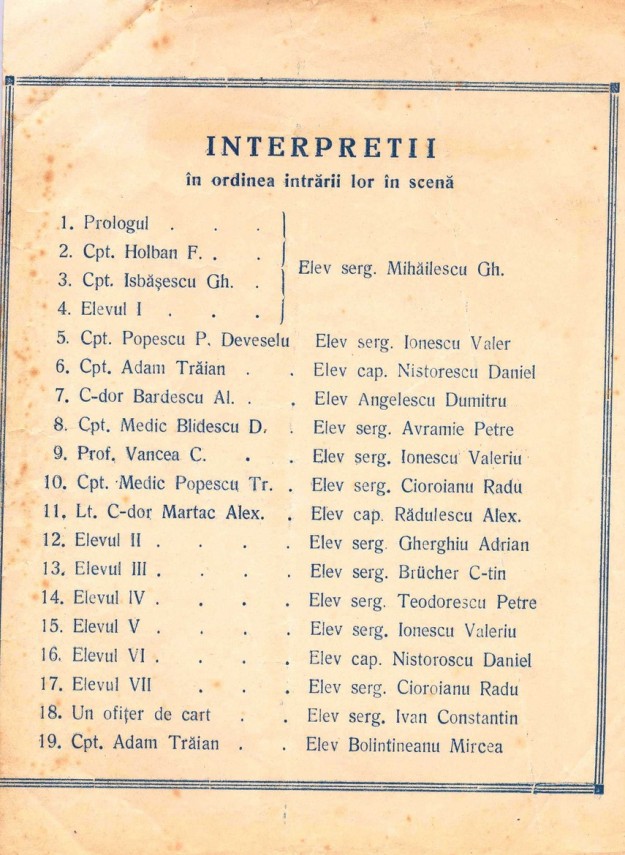 INTERPRETII
în ordinea intrării lor în scenă
1. Prologul . . .
2. Cpt. Holban F. . .
3. Cpt. Isbășescu Gh. .
4. Elevul I . . .
Elev serg. Mihăilescu Gh.
5. Cpt. Popescu P. Deveselu Elev serg. Ionescu Valer
6. Cpt. Adam Trăian . . Elev cap. Nistorescu Daniel
7. C-dor Bardescu Al. . . Elev Angelescu Dumitru
8. Cpt. Medic Blidescu D. . Elev serg. Avramie Petre
9. Prof. Vancea C. . . Elev serg. Ionescu Valeriu
10. Cpt. Medic Popescu Tr. . Elev serg. Cioroianu Radu
11. Lt. C-dor Martac Alex. . Elev cap. Rădulescu Alex.
12. Elevul II . . . . Elev serg. Gherghiu Adrian
13. Elevul III . . . . Elev serg. Brücher C-tin
14. Elevul IV . . . . Elev serg. Teodorescu Petre
15. Elevul V . . . . Elev serg. Ionescu Valeriu
16. Elevul VI . . . . Elev cap. Nistoroscu Daniel
17. Elevul VII . . . Elev serg. Cioroianu Radu
18. Un ofițer de cart . . Elev serg. Ivan Constantin
19. Cpt. Adam Trăian . . Elev Bolintineanu Mircea